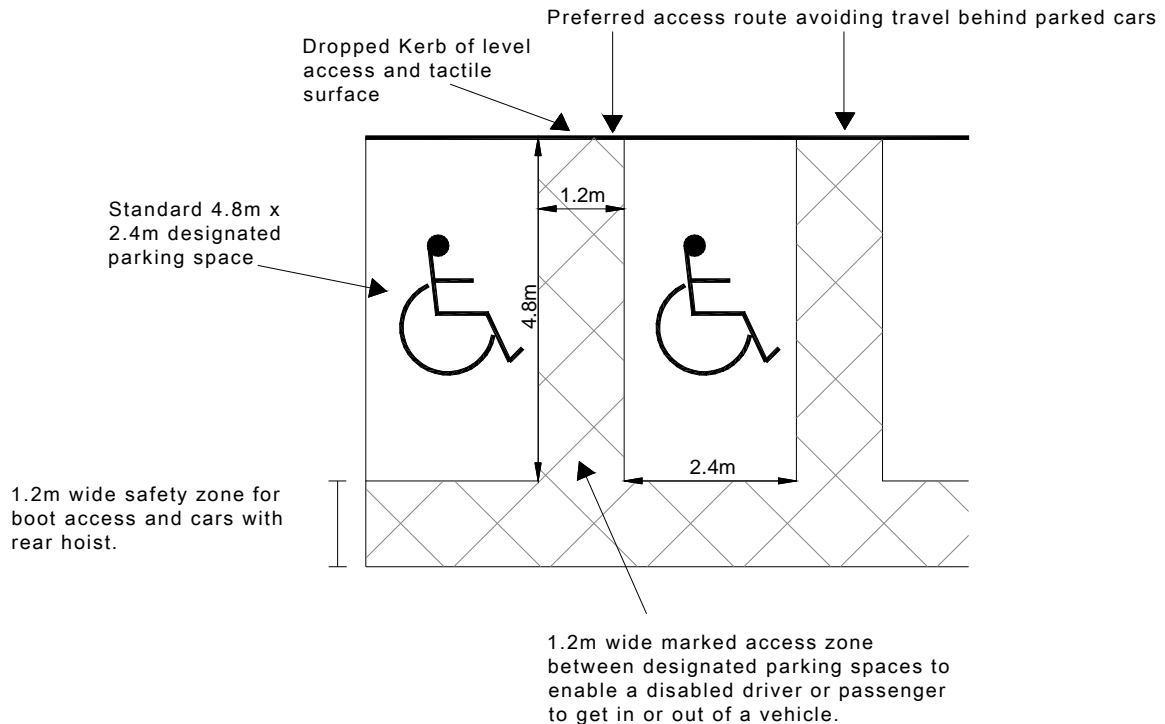 Preferred access route avoiding travel behind parked cars
Dropped Kerb of level
access and tactile
surface
1.2m
Standard 4.8m x
2.4m designated
parking space
4.8m
2.4m
1.2m wide safety zone for
boot access and cars with
rear hoist.
1.2m wide marked access zone
between designated parking spaces to
enable a disabled driver or passenger
to get in or out of a vehicle.